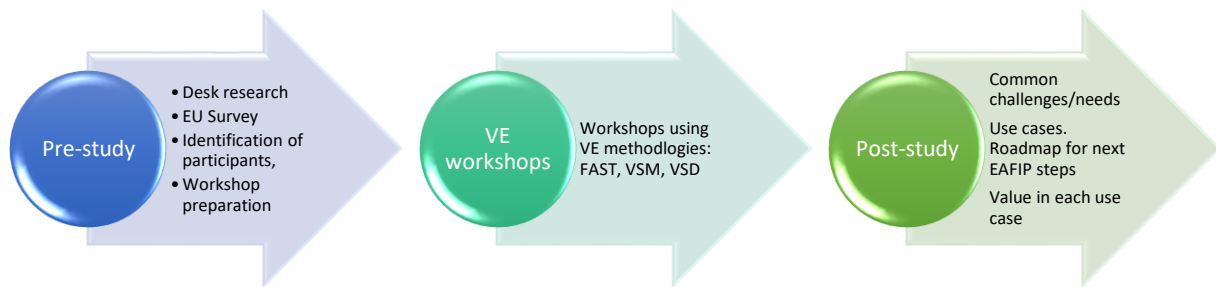 Pre-study
• Desk research
• EU Survey
• Identification of
participants,
• Workshop
preparation
VE
workshops
Workshops using
VE methodlogies:
FAST, VSM, VSD
Post-study
Common
challenges/needs
Use cases.
Roadmap for next
EAFIP steps
Value in each use
case